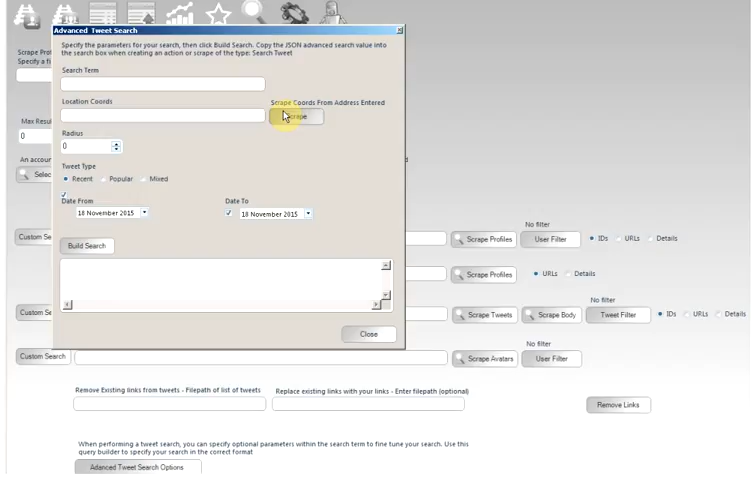 Advanced Tweet Search
Specify the parameters for your search, then click Build Search. Copy the JSON advanced search value into
the search box when creating an action or scrape of the type: Search Tweet
Scrape
Specify a
Search Term
Location Coords
Scrape Coords From Address Entered
Scrape
Max Resul
Radius
0
0
An accoun
Tweet Type
Selec
Recent Popular Mixed
Date From Date To
18 November 2015 18 November 2015
No filter
Custom Se Scrape Profiles User Filter IDs URLs Details
Build Search
Scrape Profiles URLs Details
No filter
Custom Se Scrape Tweets Scrape Body Tweet Filter IDs URLs Details
Close
No filter
Custom Search Scrape Avatars User Filter
Remove Existing links from tweets - Filepath of list of tweets Replace existing links with your links - Enter filepath (optional)
Remove Links
When performing a tweet search, you can specify optional parameters within the search term to fine tune your search. Use this
query builder to specify your search in the correct format
Adanced Tweet Search Options